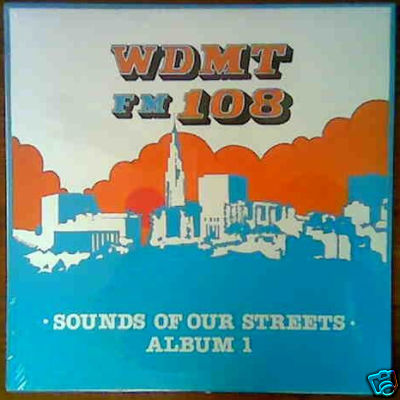 WDMT
FM 108
· SOUNDS OF OUR STREETS ·
ALBUM 1